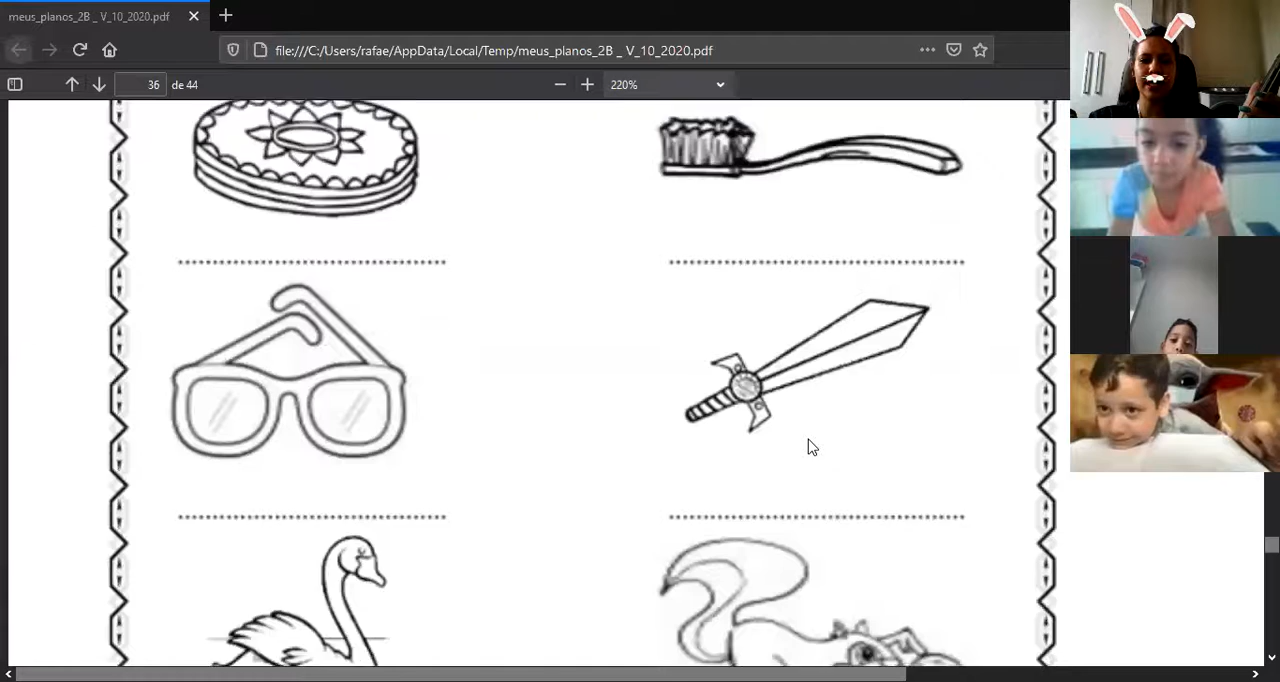 meus_planos_2B _ V_10_2020.pdf
file:///C:/Users/rafae/AppData/Local/Temp/meus_planos_2B _ V_10_2020.pdf
36 de 44
220%